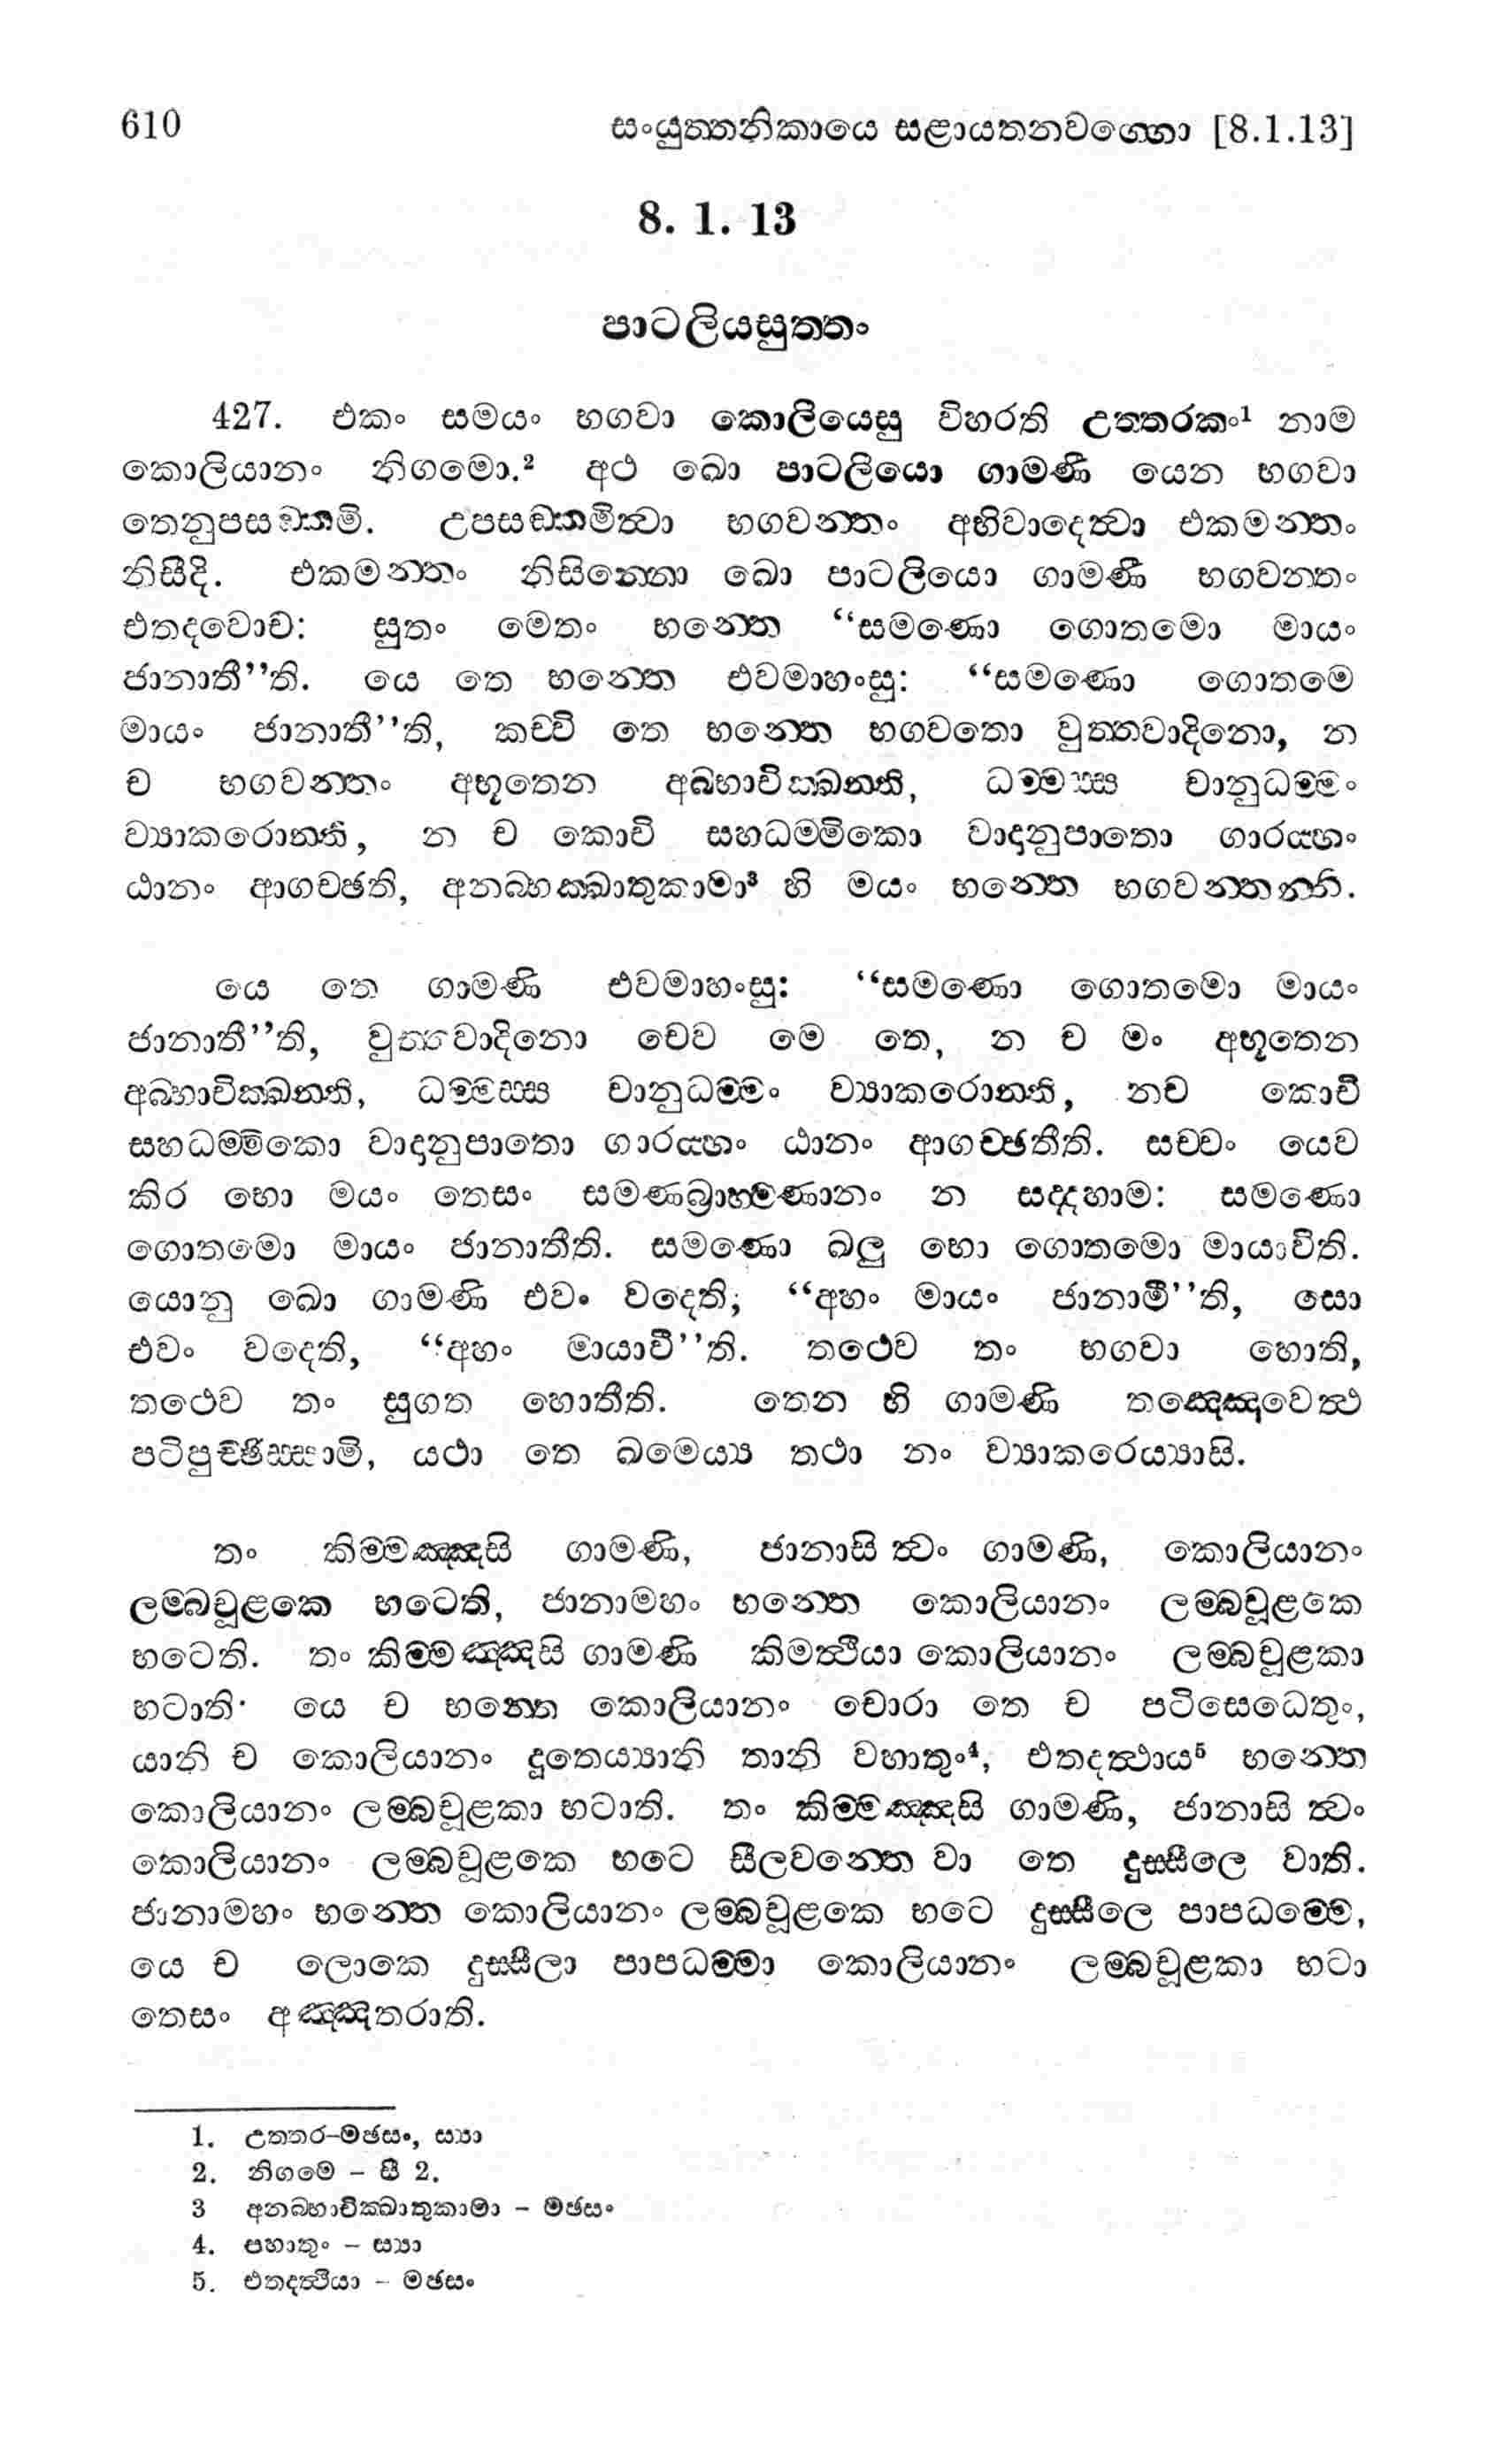 610 සංයුත්තනිකායෙ සළායතනවග්ගො [8.1.13]
8. 1. 13
පාටලියසුත්තං
427. එකං සමයං භගවා කොලියෙසු විහරති උත්තරකං¹ නාම
කොලියානං නිගමො.² අථ ඛො පාටලියො ගාමණී යෙන භගවා
තෙනුපසඞ්කමි. උපසඞ්කමිත්වා භගවන්තං අභිවාදෙත්වා එකමන්තං
නිසීදි. එකමන්තං නිසින්නො ඛො පාටලියො ගාමණී භගවන්තං
එතදවොච: සුතං මෙතං භන්තෙ “සමණො ගොතමො මායං
ජානාතී”ති. යෙ තෙ භන්තෙ එවමාහංසු: “සමණො ගොතමෙ
මායං ජානාතී”ති, කච්චි තෙ භන්තෙ භගවතො වුත්තවාදිනො, න
ච භගවන්තං අභූතෙන අබ්භාචික්ඛන්ති, ධම්මස්ස චානුධම්මං
ව්‍යාකරොන්ති, න ච කොචි සහධම්මිකො වාදානුපාතො ගාරය්හං
ඨානං ආගච්ඡති, අනබ්භක්ඛාතුකාමා³ හි මයං භන්තෙ භගවන්තන්ති.
යෙ තෙ ගාමණි එවමාහංසු: “සමණො ගොතමො මායං
ජානාතී”ති, වුත්තවාදිනො චෙව මෙ තෙ, න ච මං අභූතෙන
අබ්භාචික්ඛන්ති, ධම්මස්ස චානුධම්මං ව්‍යාකරොන්ති, නච කොචි
සහධම්මිකො වාදානුපාතො ගාරය්හං ඨානං ආගච්ඡතීති. සච්චං යෙව
කිර භො මයං තෙසං සමණබ්‍රාහ්මණානං න සද්දහාම: සමණො
ගොතමො මායං ජානාතීති. සමණො ඛලු භො ගොතමො මායාවීති.
යොනු ඛො ගාමණි එවං වදෙති; “අහං මායං ජානාමී”ති, සො
එවං වදෙති, “අහං මායාවී”ති. තථෙව තං භගවා හොති,
තථෙව තං සුගත හොතීති. තෙන හි ගාමණි තඤ්ඤෙවෙත්ථ
පටිපුච්ඡිස්සාමි, යථා තෙ ඛමෙය්‍ය තථා නං ව්‍යාකරෙය්‍යාසි.
තං කිම්මඤ්ඤසි ගාමණි, ජානාසි ත්වං ගාමණි, කොලියානං
ලම්බචූළකෙ භටෙති, ජානාමහං භන්තෙ කොලියානං ලම්බචූළකෙ
භටෙති. තං කිම්මඤ්ඤසි ගාමණි කිමත්ථියා කොලියානං ලම්බචූළකා
භටාති. යෙ ච භන්තෙ කොලියානං චොරා තෙ ච පටිසෙධෙතුං,
යානි ච කොලියානං දූතෙය්‍යානි තානි වහාතුං⁴, එතදත්ථාය⁵ භන්තෙ
කොලියානං ලම්බචූළකා භටාති. තං කිම්මඤ්ඤසි ගාමණි, ජානාසි ත්වං
කොලියානං ලම්බචූළකෙ භටෙ සීලවන්තෙ වා තෙ දුස්සීලෙ වාති.
ජානාමහං භන්තෙ කොලියානං ලම්බචූළකෙ භටෙ දුස්සීලෙ පාපධම්මෙ,
යෙ ච ලොකෙ දුස්සීලා පාපධම්මා කොලියානං ලම්බචූළකා භටා
තෙසං අඤ්ඤතරාති.
1. උත්තර-මඡසං, ස්‍යා
2. නිගමෙ – සී 2.
3 අනබ්භාචික්ඛාතුකාමා – මඡසං
4. පහාතුං – ස්‍යා
5. එතදත්ථියා – මඡසං